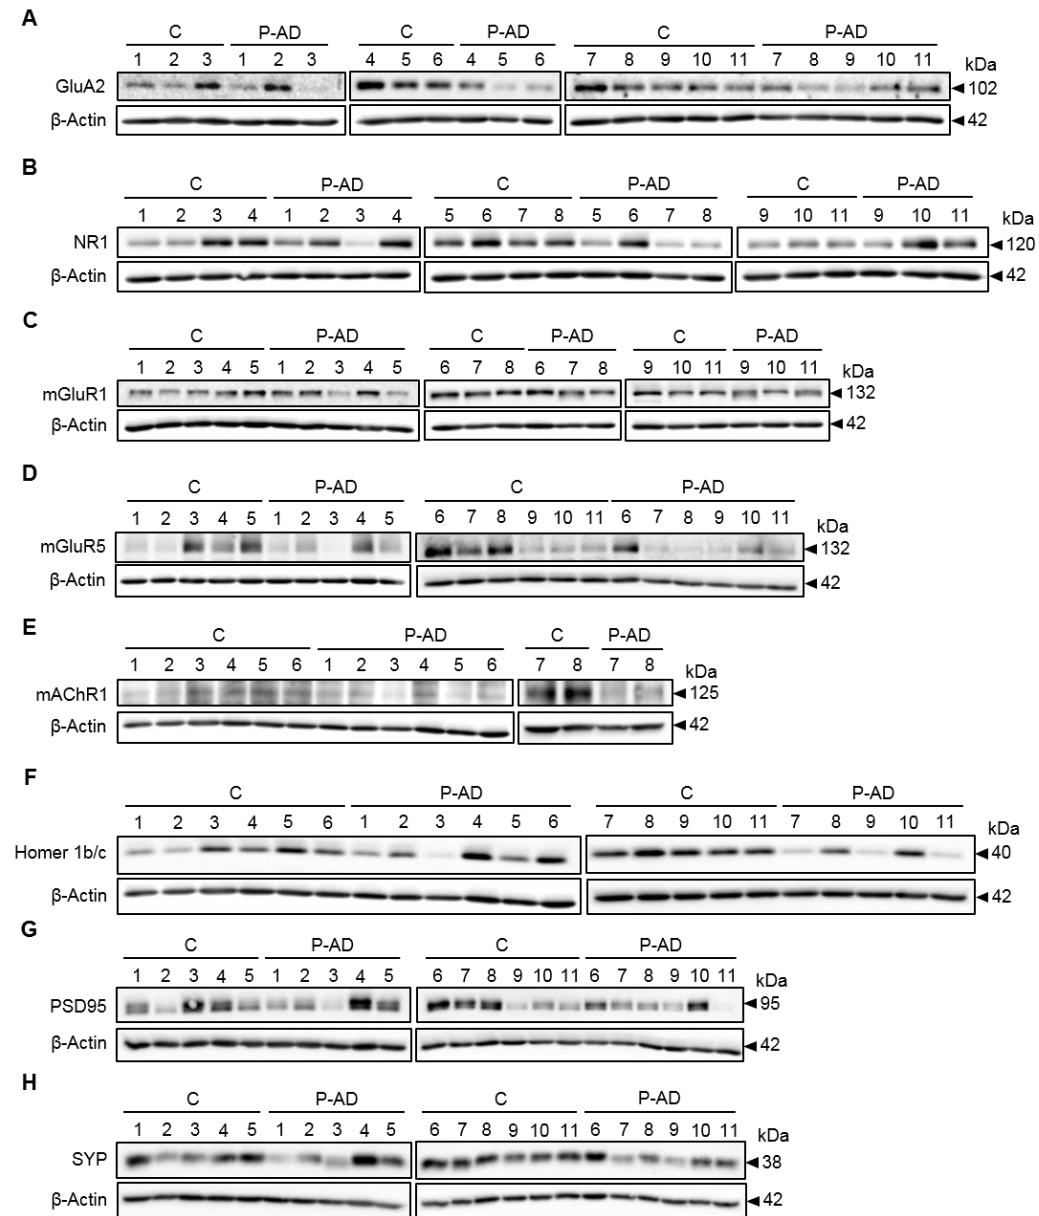 A
C P-AD C P-AD C P-AD
1 2 3 1 2 3 4 5 6 4 5 6 7 8 9 10 11 7 8 9 10 11 kDa
GluA2 ◄102
β-Actin ◄42
B
C P-AD C P-AD C P-AD
1 2 3 4 1 2 3 4 5 6 7 8 5 6 7 8 9 10 11 9 10 11 kDa
NR1 ◄120
β-Actin ◄42
C
C P-AD C P-AD C P-AD
1 2 3 4 5 1 2 3 4 5 6 7 8 6 7 8 9 10 11 9 10 11 kDa
mGluR1 ◄132
β-Actin ◄42
D
C P-AD C P-AD
1 2 3 4 5 1 2 3 4 5 6 7 8 9 10 11 6 7 8 9 10 11 kDa
mGluR5 ◄132
β-Actin ◄42
E
C P-AD C P-AD
1 2 3 4 5 6 1 2 3 4 5 6 7 8 7 8 kDa
mAChR1 ◄125
β-Actin ◄42
F
C P-AD C P-AD
1 2 3 4 5 6 1 2 3 4 5 6 7 8 9 10 11 7 8 9 10 11 kDa
Homer 1b/c ◄40
β-Actin ◄42
G
C P-AD C P-AD
1 2 3 4 5 1 2 3 4 5 6 7 8 9 10 11 6 7 8 9 10 11 kDa
PSD95 ◄95
β-Actin ◄42
H
C P-AD C P-AD
1 2 3 4 5 1 2 3 4 5 6 7 8 9 10 11 6 7 8 9 10 11 kDa
SYP ◄38
β-Actin ◄42